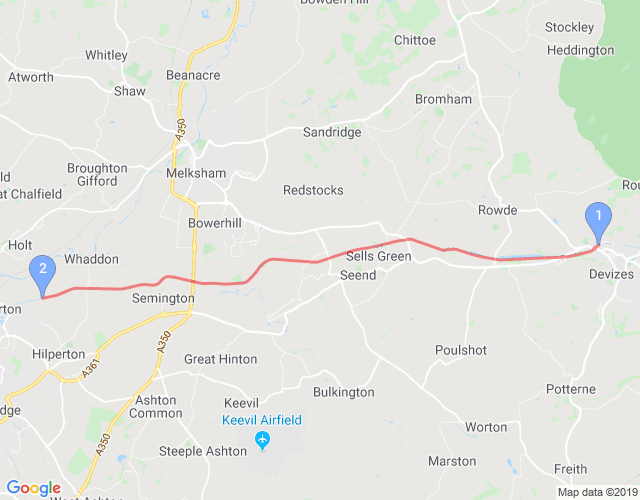 Bowden Hill
Stockley
Chittoe
Heddington
Whitley
Beanacre
Atworth
Shaw
Bromham
A350
Sandridge
Broughton
Gifford
Melksham
Redstocks
at Chalfield
Rou
Rowde
1
Bowerhill
Holt
Whaddon
Sells Green
2
Seend
Devizes
Semington
rton
A350
Hilperton
A361
Great Hinton
Poulshot
Ashton
Common
Keevil
Bulkington
Potterne
dge
Keevil Airfield
Worton
A350
Steeple Ashton
Marston
Freith
Google
West Ashton
Map data ©2019